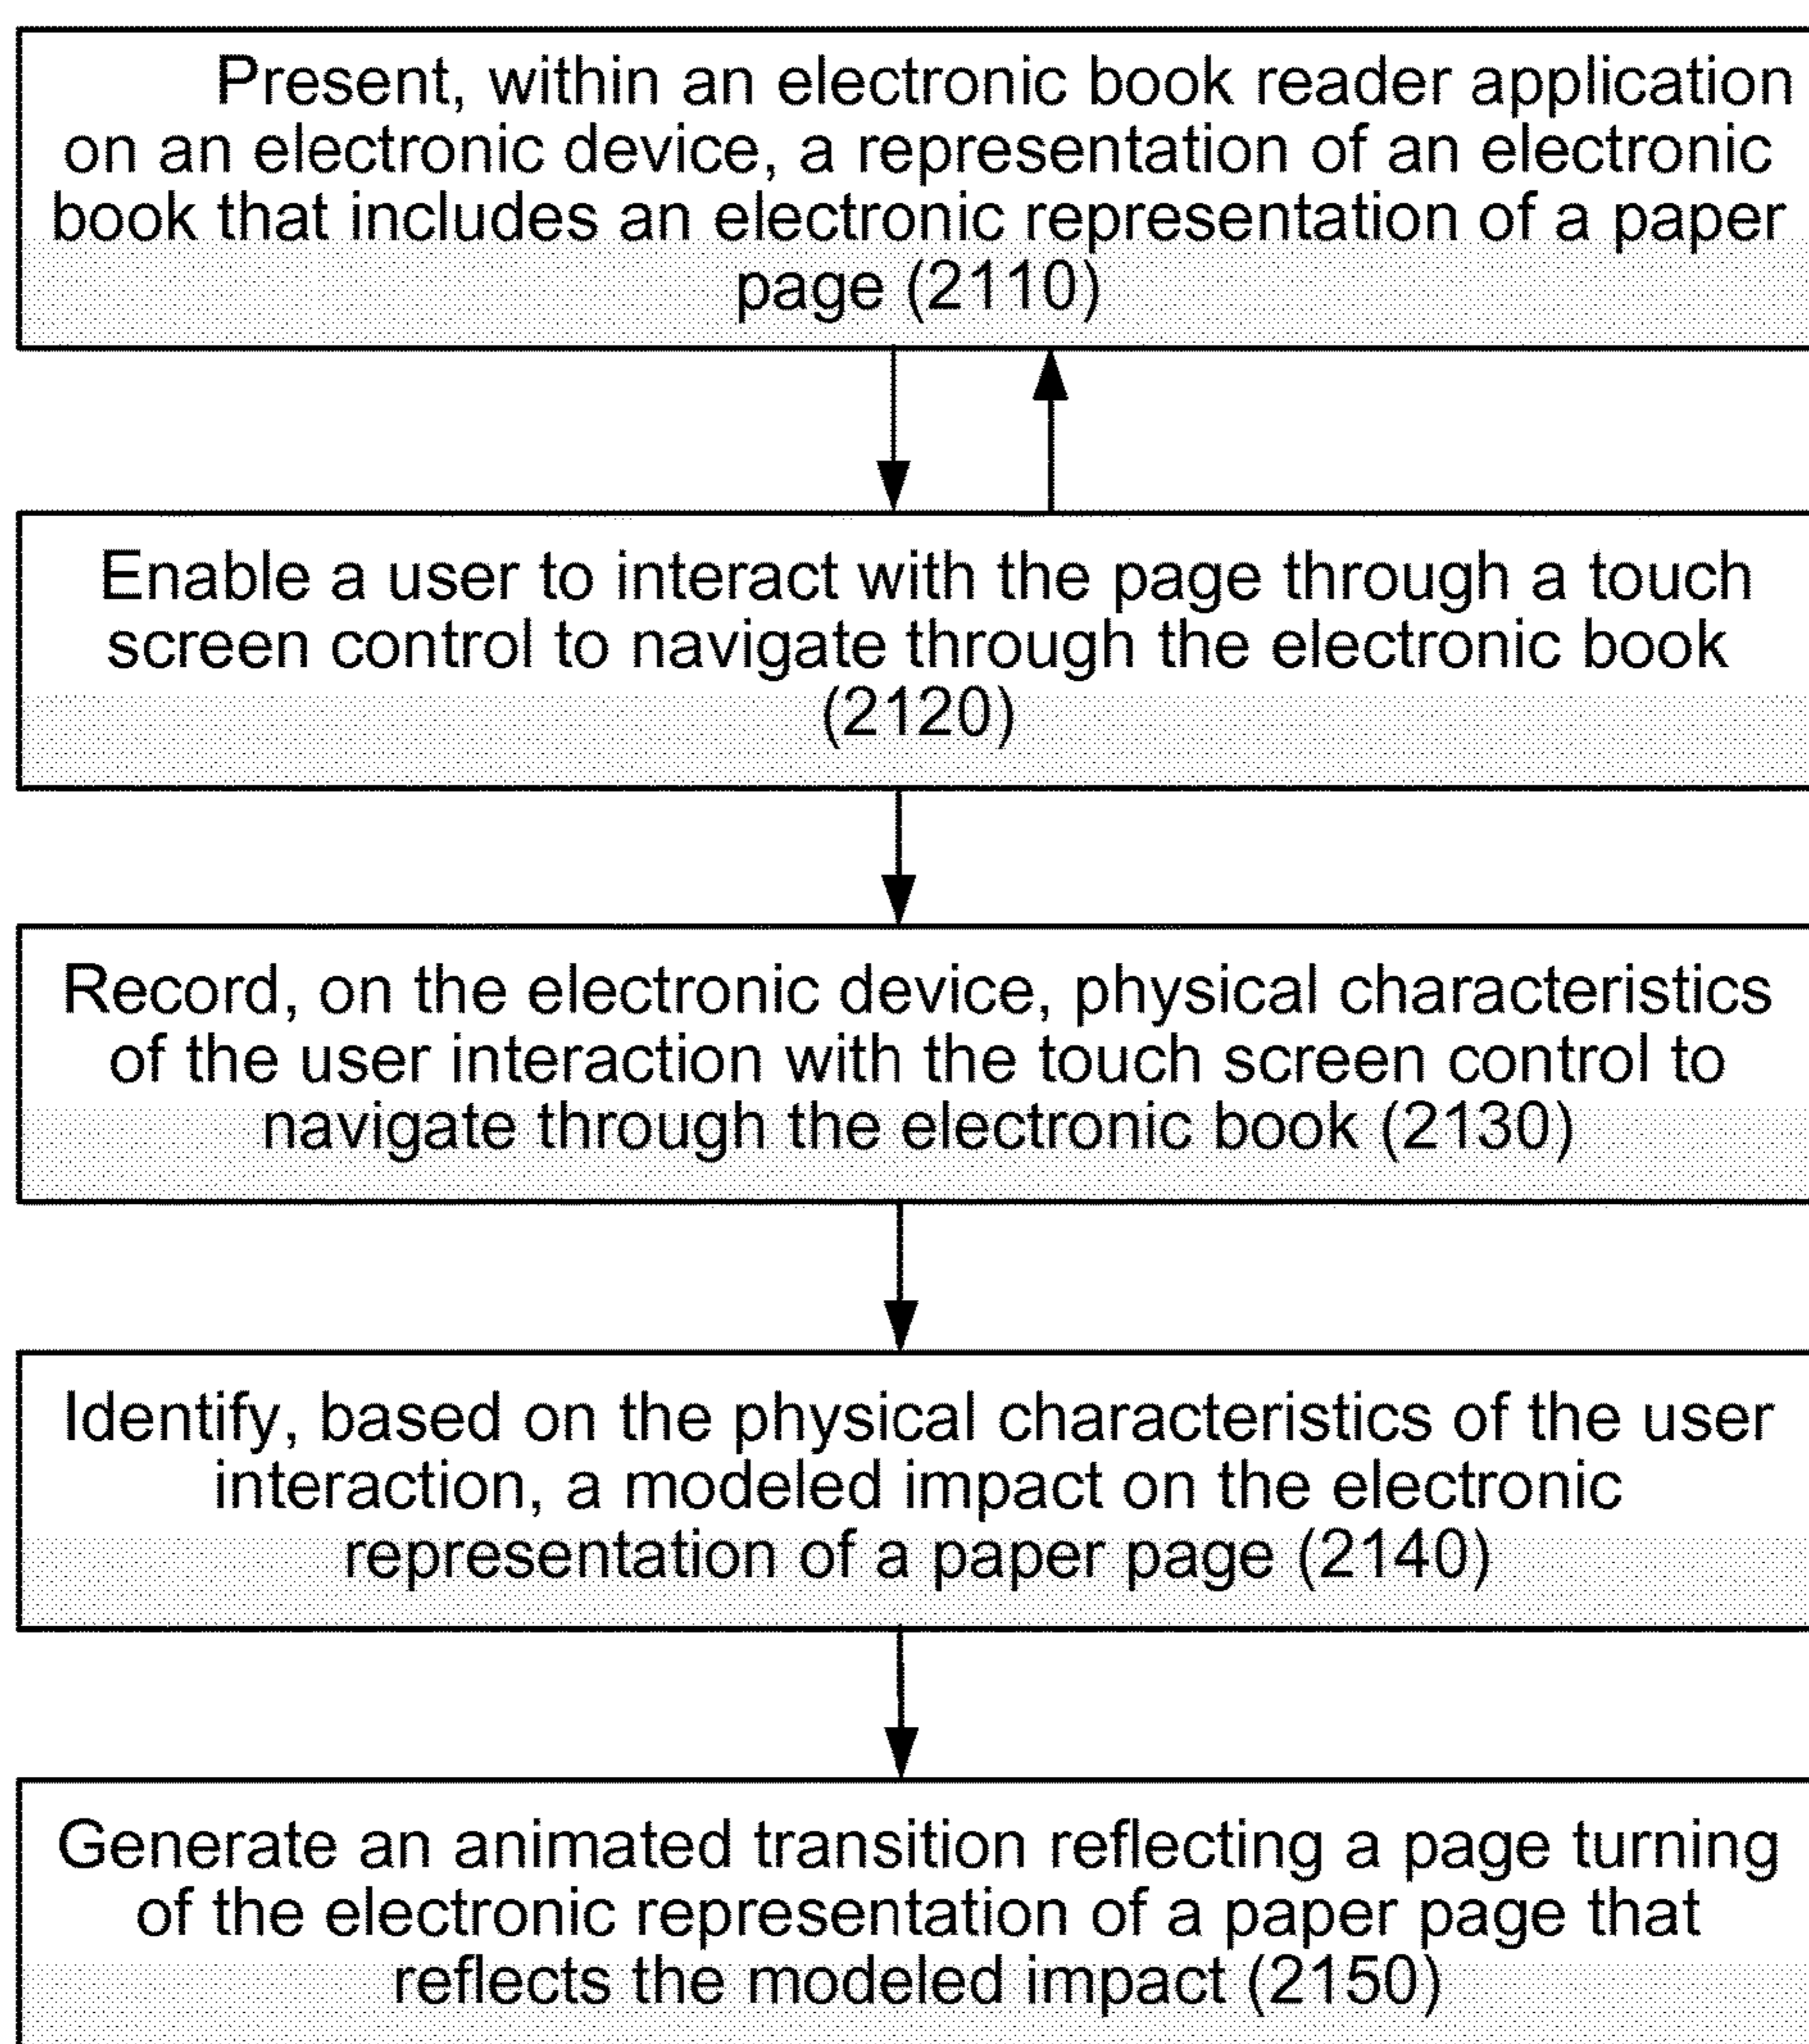 Present, within an electronic book reader application
on an electronic device, a representation of an electronic
book that includes an electronic representation of a paper
page (2110)
Enable a user to interact with the page through a touch
screen control to navigate through the electronic book
(2120)
Record, on the electronic device, physical characteristics
of the user interaction with the touch screen control to
navigate through the electronic book (2130)
Identify, based on the physical characteristics of the user
interaction, a modeled impact on the electronic
representation of a paper page (2140)
Generate an animated transition reflecting a page turning
of the electronic representation of a paper page that
reflects the modeled impact (2150)